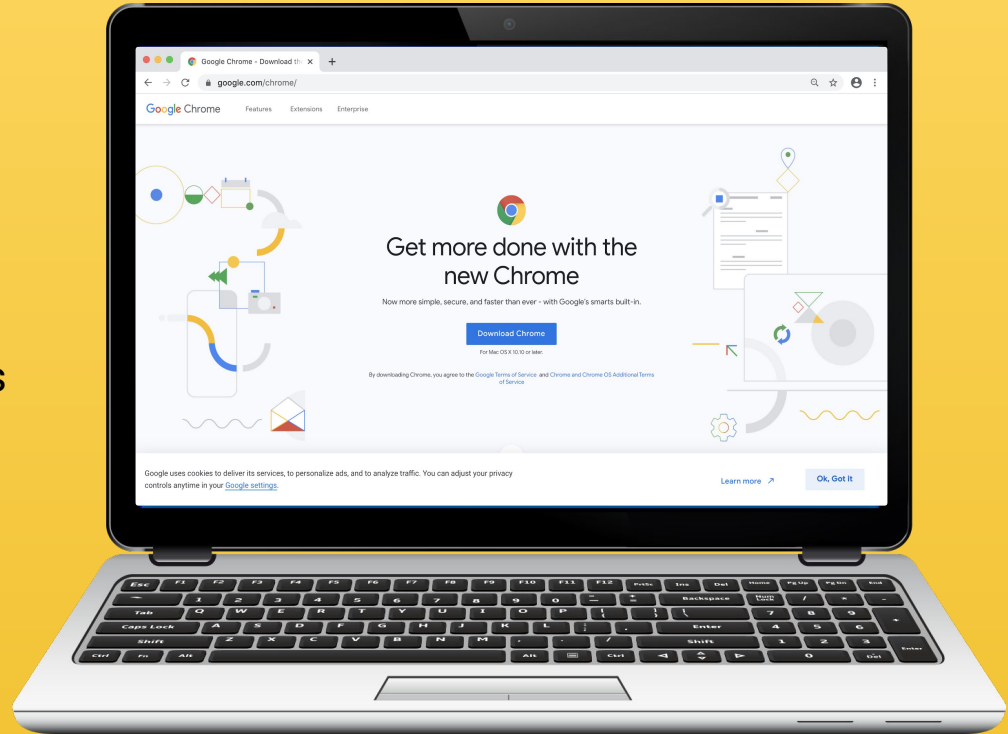 Google Chrome - Download th
google.com/chrome/
Google Chrome Features Extensions Enterprise
Get more done with the
new Chrome
Now more simple, secure, and faster than ever - with Google's smarts built-in.
Download Chrome
For Mac OS X 10.10 or later.
By downloading Chrome, you agree to the Google Terms of Service and Chrome and Chrome OS Additional Terms
of Service
s
Google uses cookies to deliver its services, to personalize ads, and to analyze traffic. You can adjust your privacy
controls anytime in your Google settings.
Learn more
Ok, Got It
Esc F1 F2 F3 F4 F5 F6 F7 F8 F9 F10 F11 F12 PrtSc Ins Del Home Pg Up Pg Dn End
~ 1 2 3 4 5 6 7 8 9 0 - = Backspace Num Lock / * -
Tab Q W E R T Y U I O P [ ] \ 7 8 9 +
Caps Lock A S D F G H J K L ; , Enter 4 5 6
Shift Z X C V B N M . . / Shift 1 2 3 Enter
Ctrl Fn Alt Alt Ctrl 0 Del